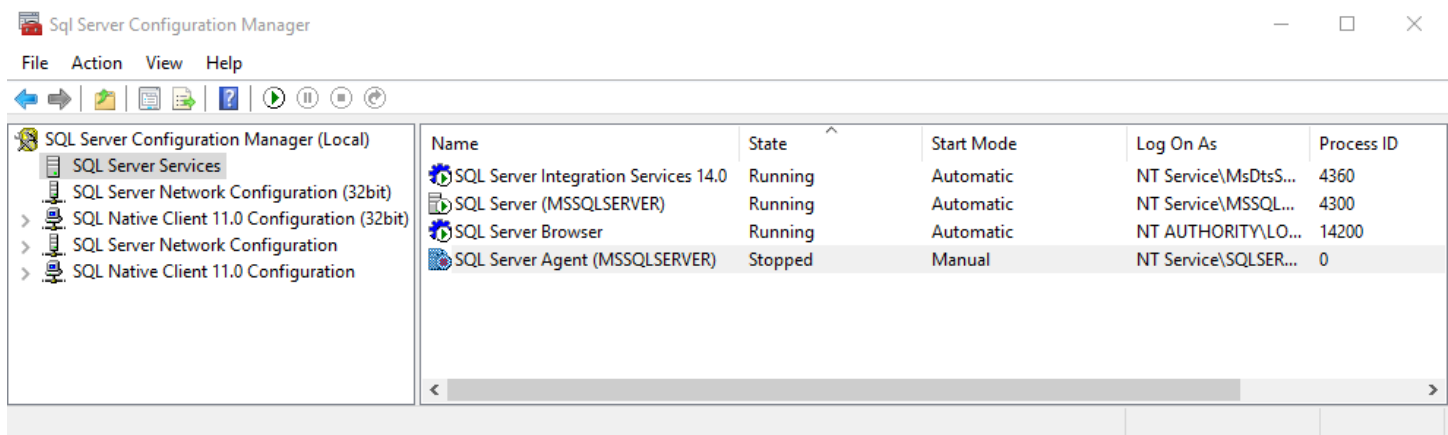 Sql Server Configuration Manager
File Action View Help
SQL Server Configuration Manager (Local)
SQL Server Services
SQL Server Network Configuration (32bit)
SQL Native Client 11.0 Configuration (32bit)
SQL Server Network Configuration
SQL Native Client 11.0 Configuration
Name State Start Mode Log On As Process ID
SQL Server Integration Services 14.0 Running Automatic NT Service\MsDtsS... 4360
SQL Server (MSSQLSERVER) Running Automatic NT Service\MSSQL... 4300
SQL Server Browser Running Automatic NT AUTHORITY\LO... 14200
SQL Server Agent (MSSQLSERVER) Stopped Manual NT Service\SQLSER... 0